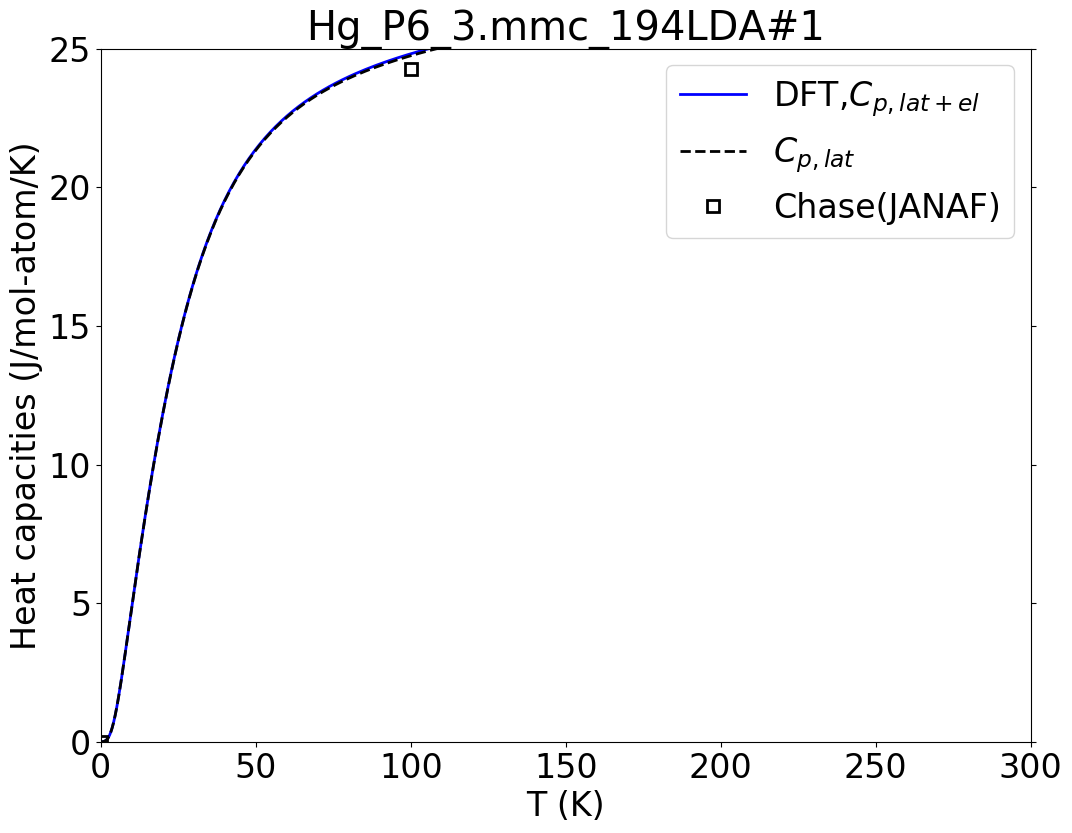 Hg_P6_3.mmc_194LDA#1
25
20
15
10
5
0
Heat capacities (J/mol-atom/K)
DFT,C_{p,lat+el}
C_{p,lat}
Chase(JANAF)
0 50 100 150 200 250 300
T (K)